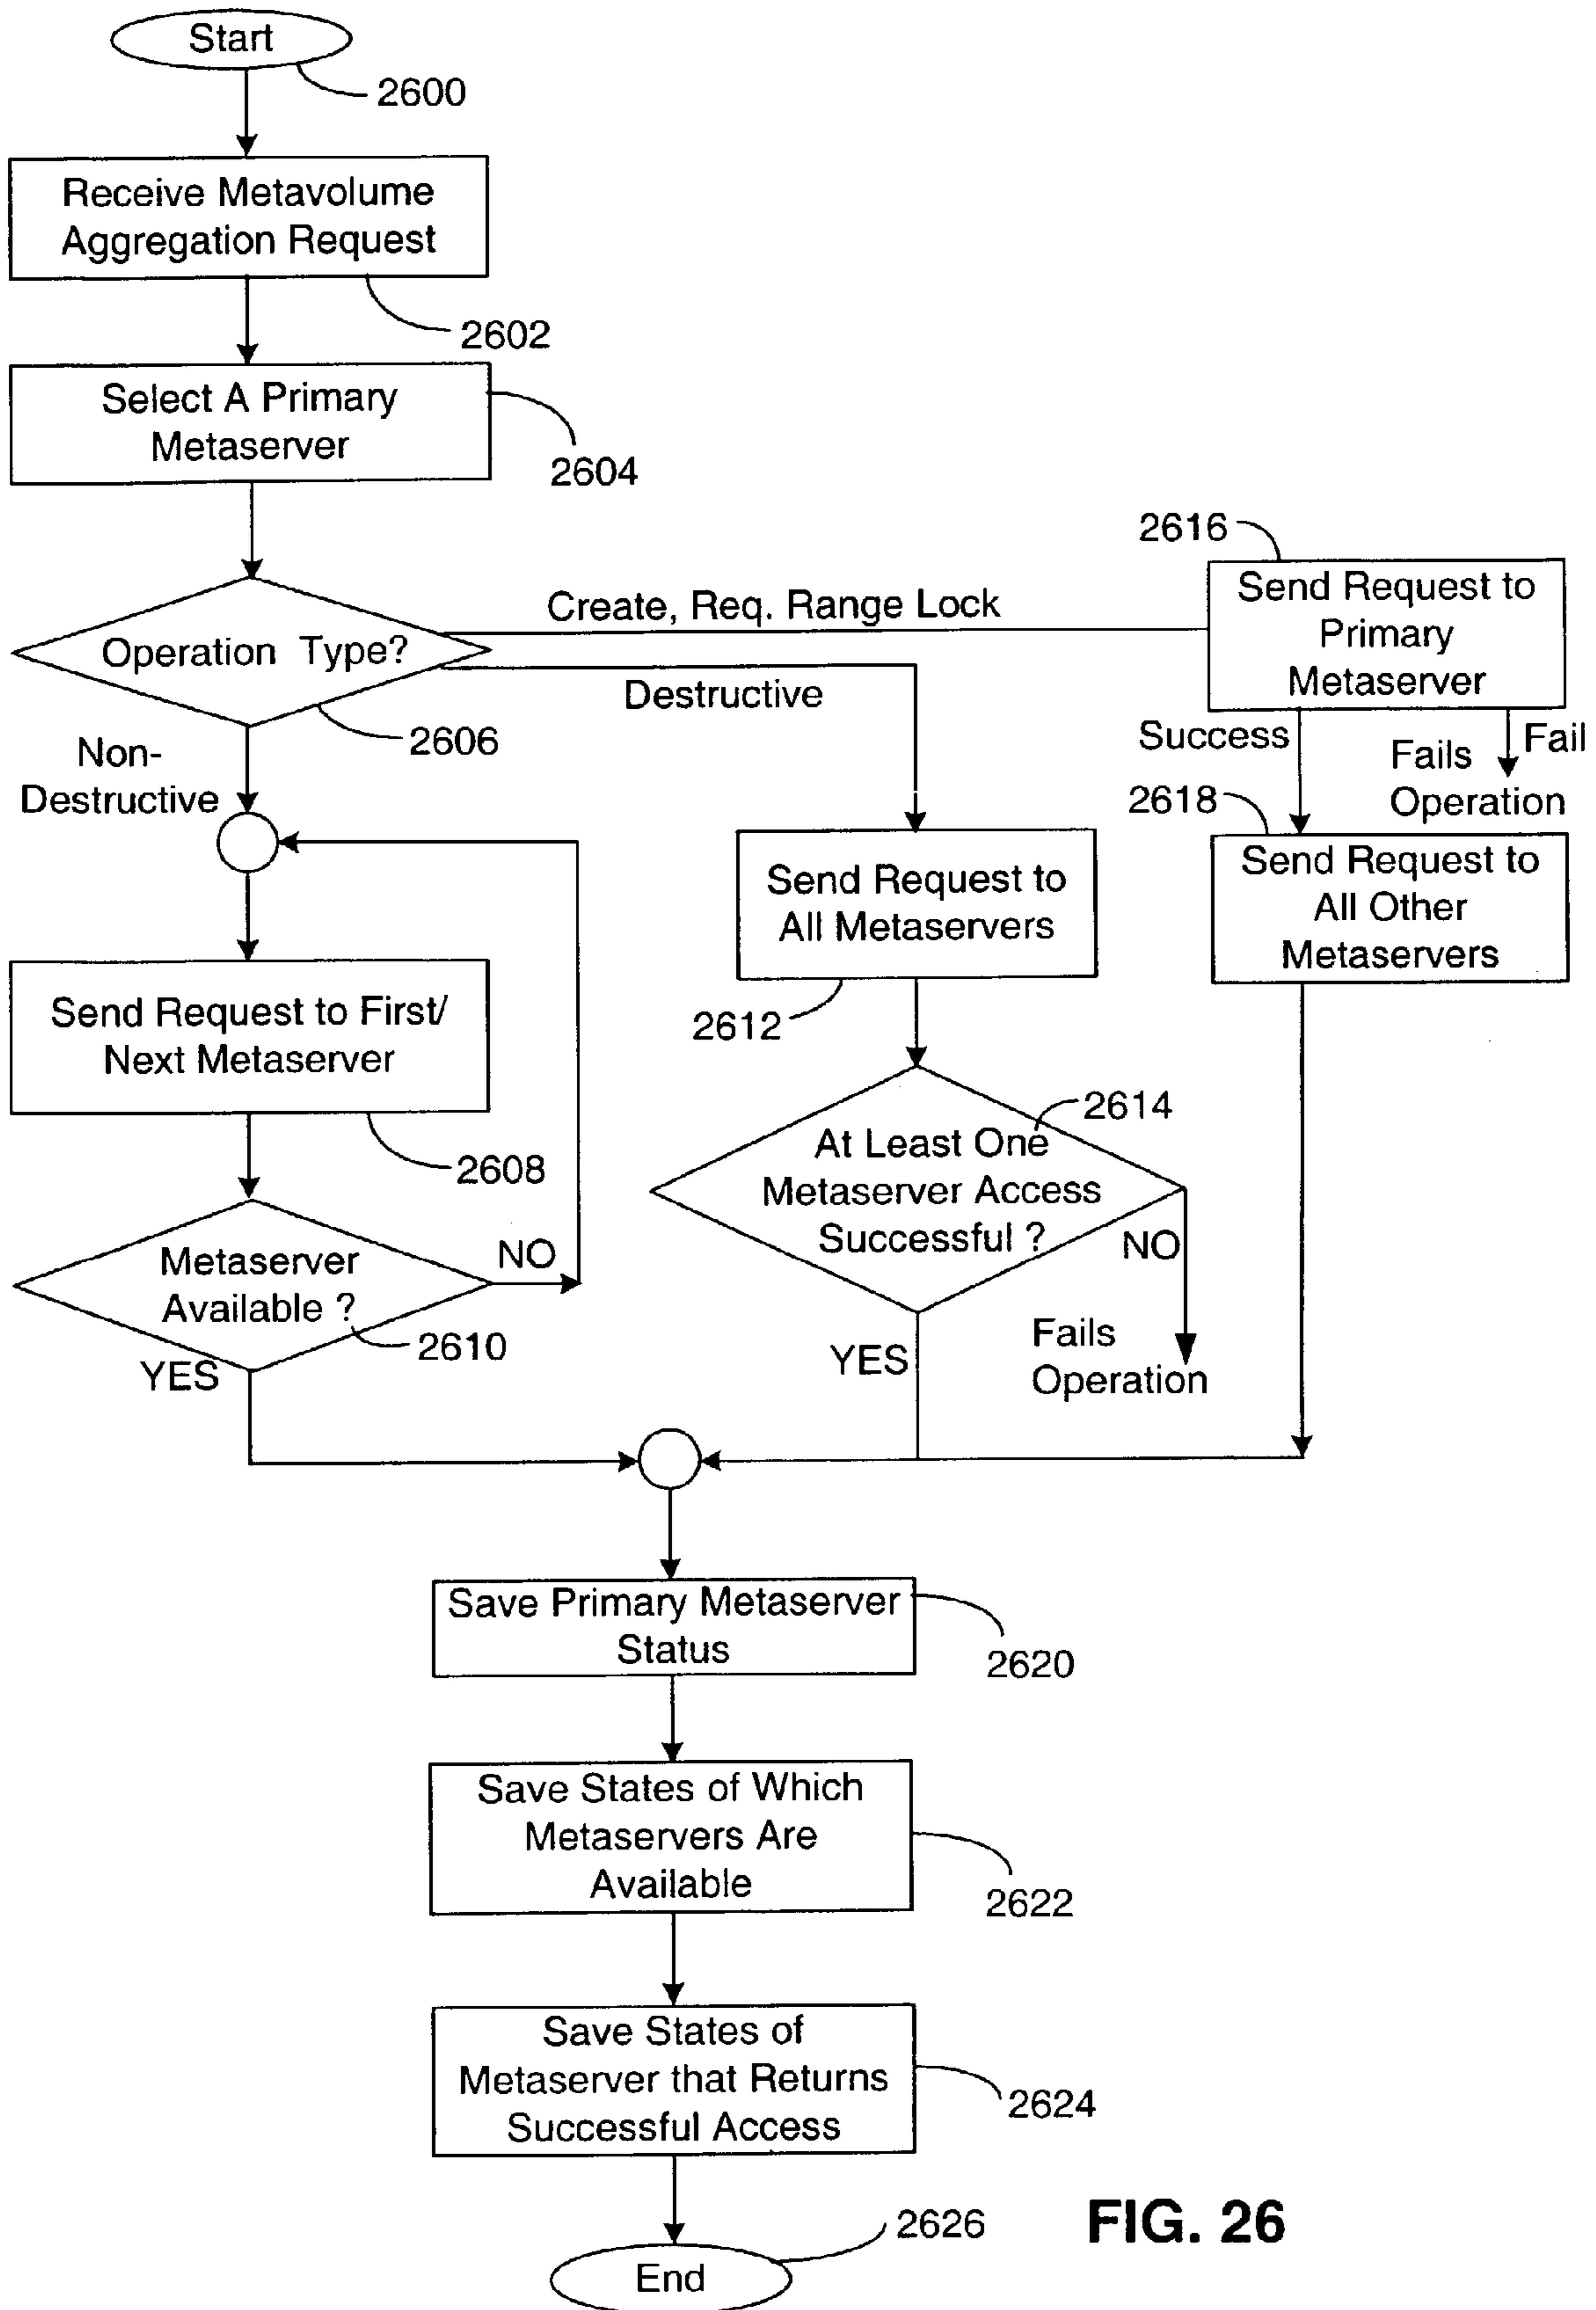 Start
2600
Receive Metavolume
Aggregation Request
2602
Select A Primary
Metaserver
2604
Operation Type?
2606
Create, Req. Range Lock
Destructive
Non-
Destructive
2616
Send Request to
Primary
Metaserver
Success
Fail
Fails
Operation
2618
Send Request to
All Other
Metaservers
Send Request to
All Metaservers
2612
Send Request to First/
Next Metaserver
2608
2614
At Least One
Metaserver Access
Successful ?
NO
Fails
Operation
YES
Metaserver
Available ?
NO
2610
YES
Save Primary Metaserver
Status
2620
Save States of Which
Metaservers Are
Available
2622
Save States of
Metaserver that Returns
Successful Access
2624
2626
End
FIG. 26